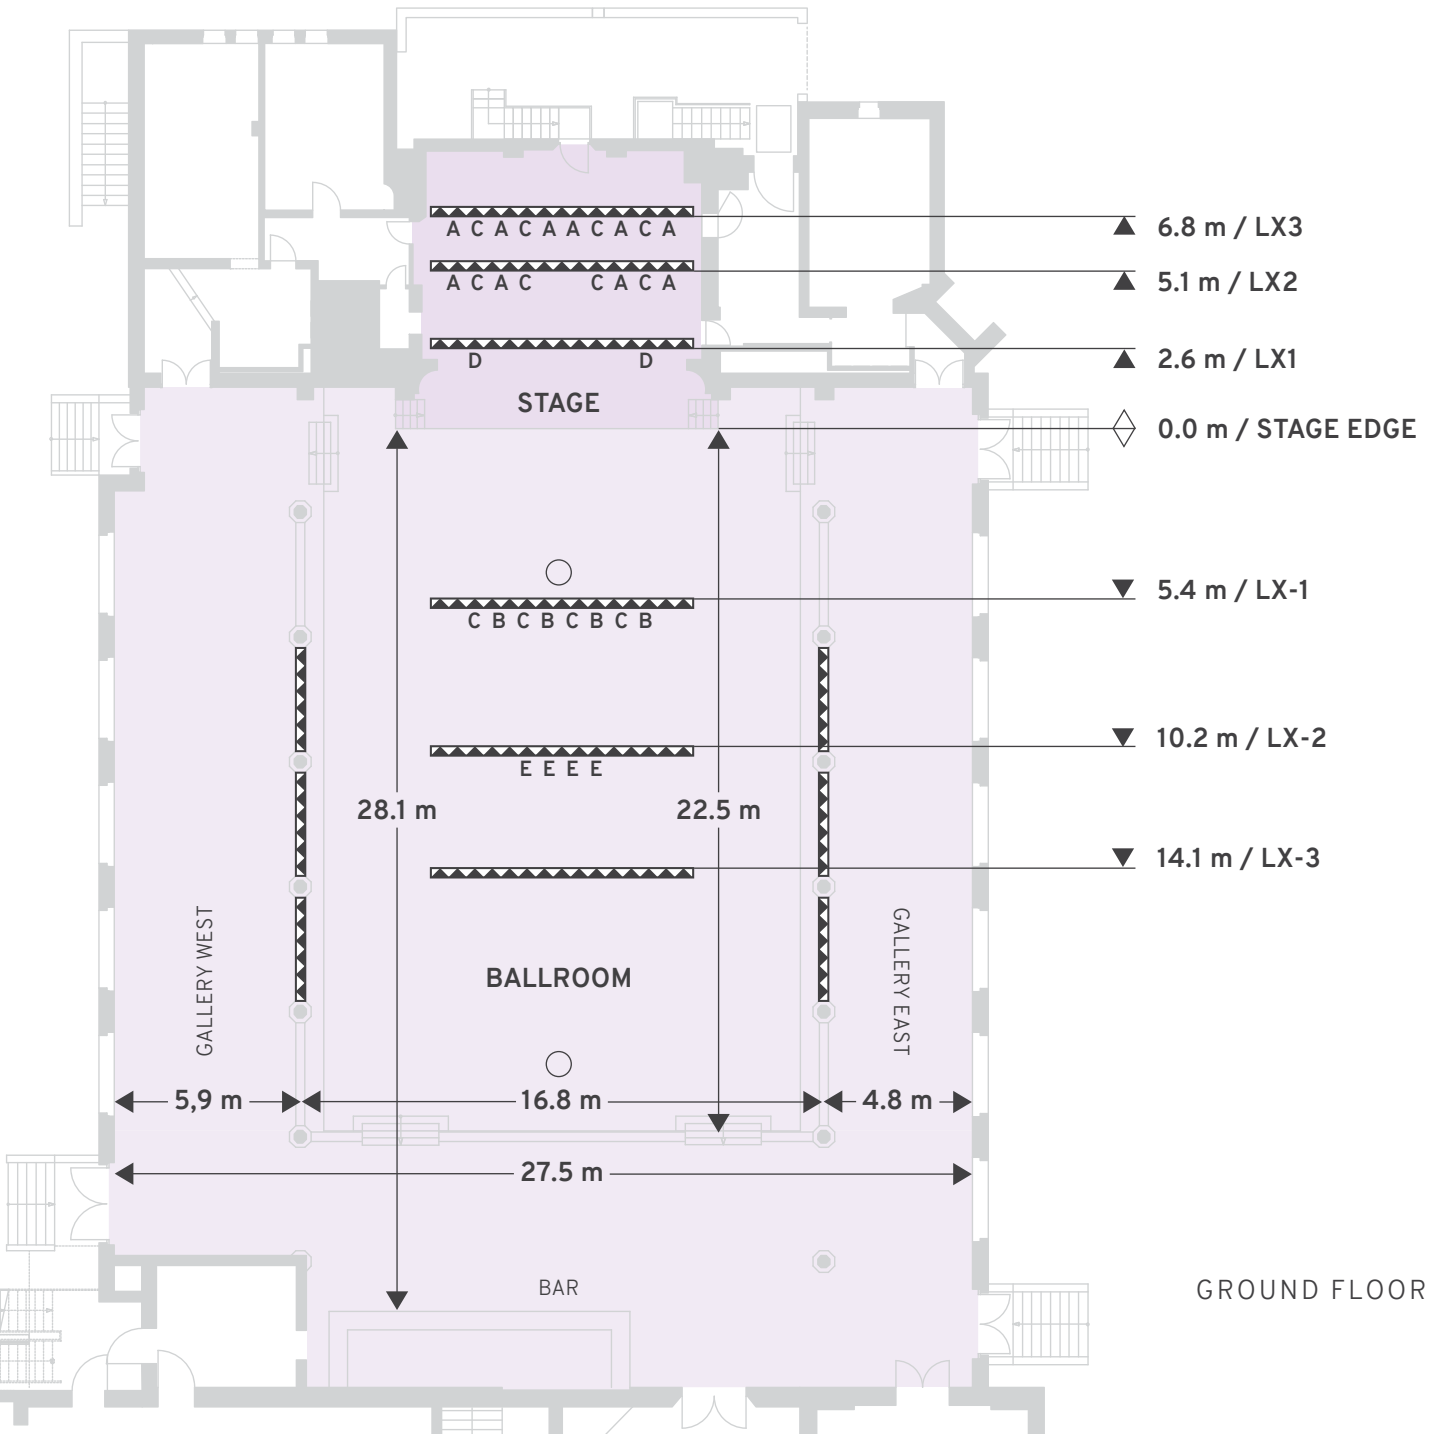 6.8 m / LX3
A C A C A A C A C A
5.1 m / LX2
A C A C C A C A
2.6 m / LX1
D D
STAGE
0.0 m / STAGE EDGE
5.4 m / LX-1
C B C B C B C B
10.2 m / LX-2
E E E E
28.1 m
22.5 m
14.1 m / LX-3
GALLERY WEST
GALLERY EAST
BALLROOM
5,9 m
16.8 m
4.8 m
27.5 m
BAR
GROUND FLOOR